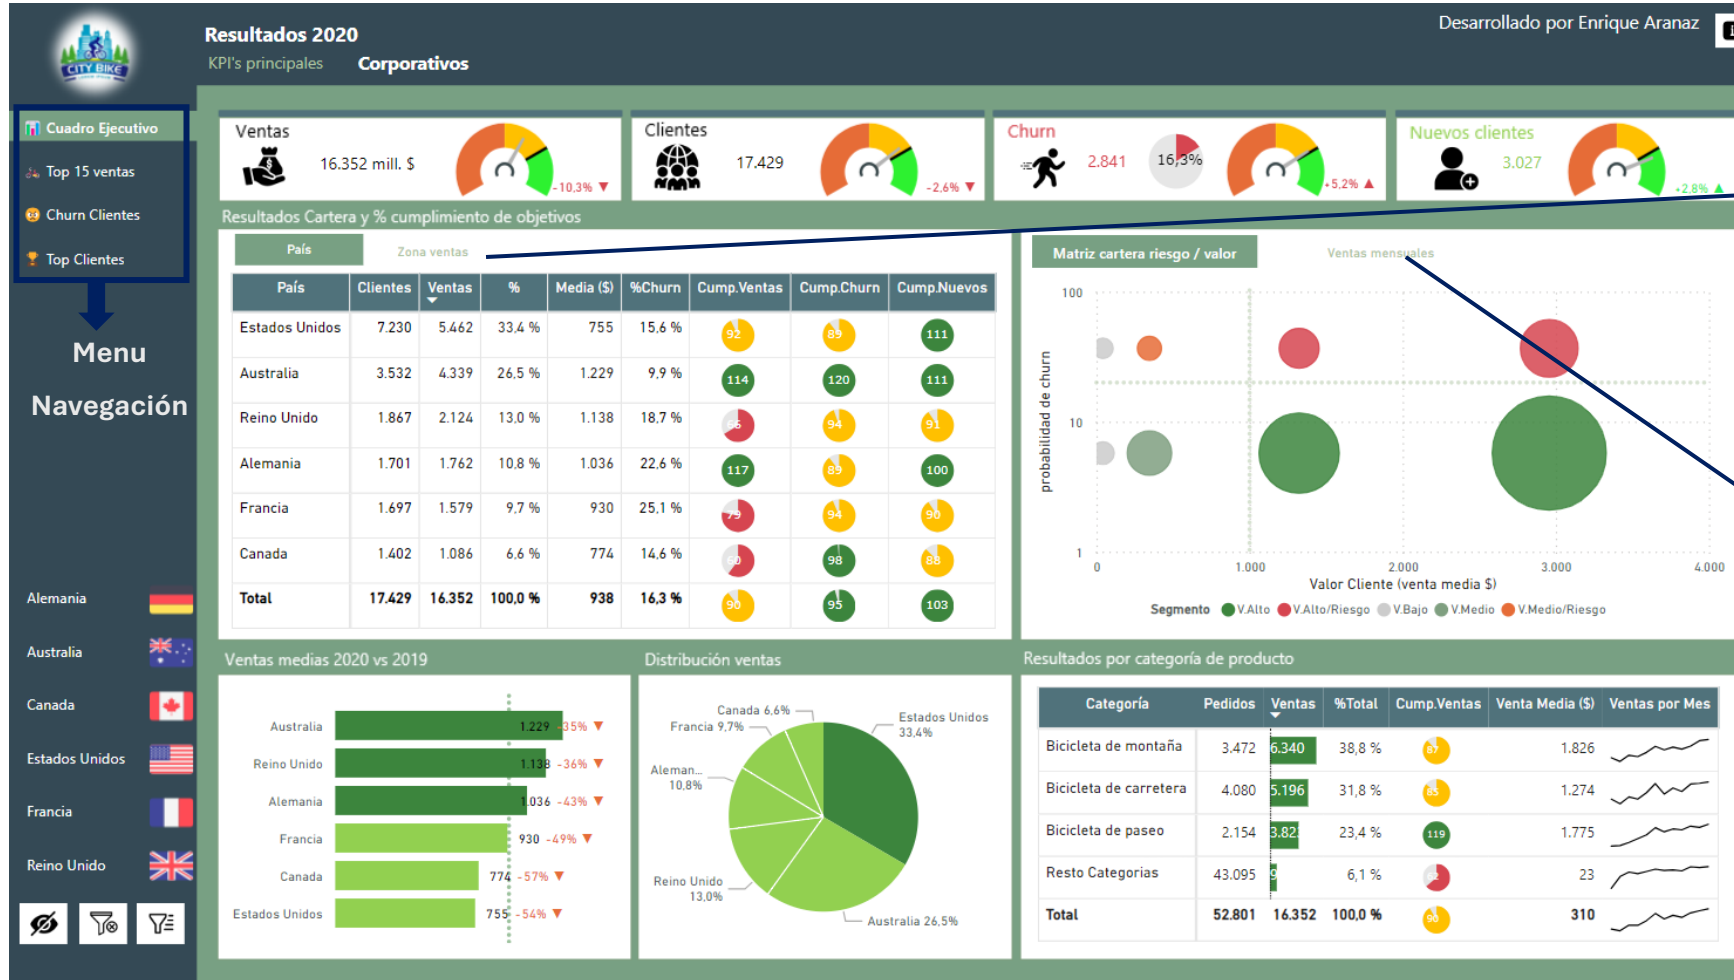 Desarrollado por Enrique Aranaz
CITY BIKE
Resultados 2020
KPI's principales Corporativos
Cuadro Ejecutivo
Top 15 ventas
Churn Clientes
Top Clientes
Menu
Navegación
Alemania
Australia
Canada
Estados Unidos
Francia
Reino Unido
Ventas
16.352 mill. $
-10,3% ▼
Clientes
17.429
-2,6% ▼
Churn
2.841
16,3%
+5.2% ▲
Nuevos clientes
3.027
+2.8% ▲
Resultados Cartera y % cumplimiento de objetivos
País Zona ventas
País Clientes Ventas % Media ($) %Churn Cump.Ventas Cump.Churn Cump.Nuevos
Estados Unidos 7.230 5.462 33,4 % 755 15,6 % 92 89 111
Australia 3.532 4.339 26,5 % 1.229 9,9 % 114 120 111
Reino Unido 1.867 2.124 13,0 % 1.138 18,7 % 66 94 91
Alemania 1.701 1.762 10,8 % 1.036 22,6 % 117 89 100
Francia 1.697 1.579 9,7 % 930 25,1 % 79 94 90
Canada 1.402 1.086 6,6 % 774 14,6 % 60 98 88
Total 17.429 16.352 100,0 % 938 16,3 % 90 95 103
Matriz cartera riesgo / valor Ventas mensuales
probabilidad de churn
100
10
1
0 1.000 2.000 3.000 4.000
Valor Cliente (venta media $)
Segmento V.Alto V.Alto/Riesgo V.Bajo V.Medio V.Medio/Riesgo
Ventas medias 2020 vs 2019
Australia 1.229 -35% ▼
Reino Unido 1.138 -36% ▼
Alemania 1.036 -43% ▼
Francia 930 -49% ▼
Canada 774 -57% ▼
Estados Unidos 755 -54% ▼
Distribución ventas
Canada 6,6%
Francia 9,7%
Aleman...
10,8%
Reino Unido
13,0%
Estados Unidos
33,4%
Australia 26,5%
Resultados por categoría de producto
Categoría Pedidos Ventas %Total Cump.Ventas Venta Media ($) Ventas por Mes
Bicicleta de montaña 3.472 6.340 38,8 % 87 1.826
Bicicleta de carretera 4.080 5.196 31,8 % 85 1.274
Bicicleta de paseo 2.154 3.82 23,4 % 119 1.775
Resto Categorias 43.095 9 6,1 % 23
Total 52.801 16.352 100,0 % 90 310